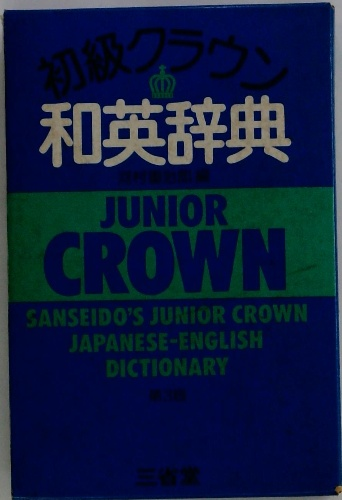 初級クラウン
和英辞典
JUNIOR
CROWN
SANSEIDO'S JUNIOR CROWN
JAPANESE-ENGLISH
DICTIONARY
三省堂